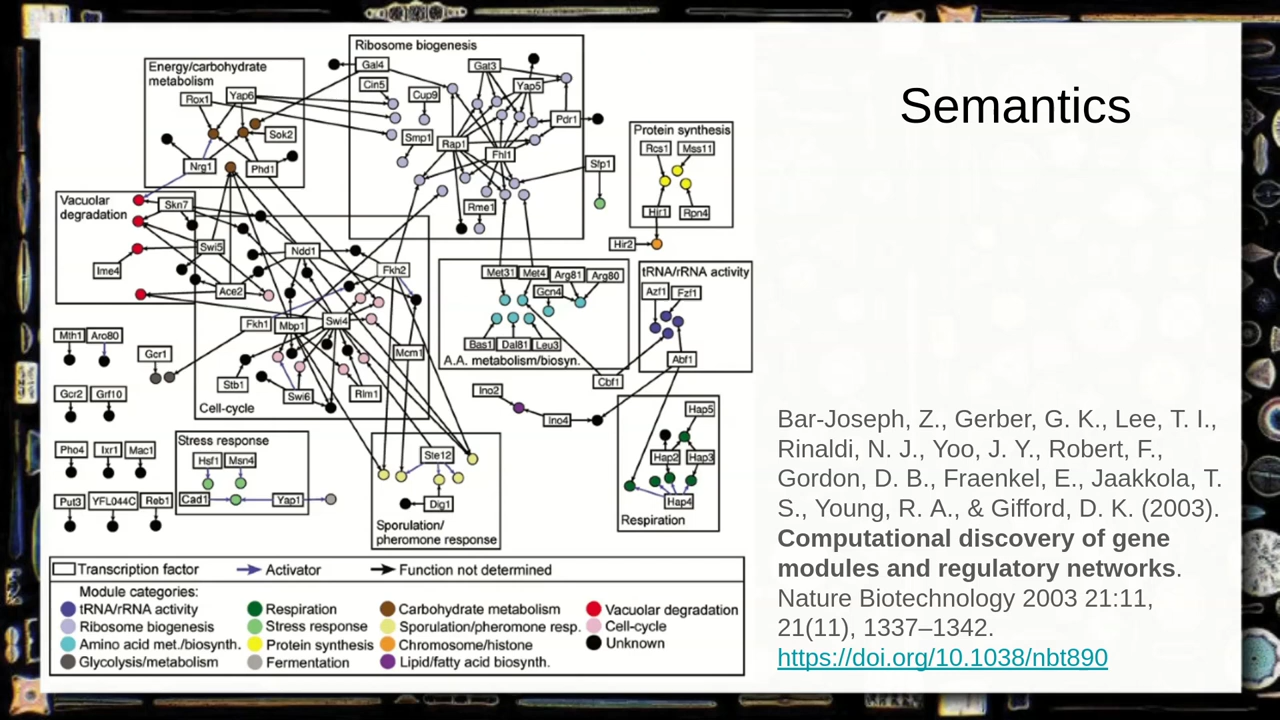 Semantics
Ribosome biogenesis
Energy/carbohydrate
metabolism
Gal4
Gat3
Cin5
Yap5
Cup9
Rox1
Yap6
Pdr1
Sok2
Smp1
Rap1
Fhl1
Protein synthesis
Rcs1
Mss11
Nrg1
Phd1
Sfp1
Vacuolar
degradation
Skn7
Rme1
Hir1
Rpn4
Swi5
Ndd1
Hir2
Ime4
Fkh2
Met31
Met4
Arg81
Arg80
tRNA/rRNA activity
Ace2
Gcn4
Azf1
Fzf1
Fkh1
Mbp1
Swi4
Mth1
Aro80
Gcr1
Mcm1
Bas1
Dal81
Leu3
A.A. metabolism/biosyn.
Abf1
Stb1
Swi6
Rlm1
Cbf1
Gcr2
Grf10
Cell-cycle
Ino2
Ino4
Hap5
Pho4
Ixr1
Mac1
Stress response
Hsf1
Msn4
Ste12
Hap2
Hap3
Put3
YFL044C
Reb1
Cad1
Yap1
Dig1
Hap4
Sporulation/
pheromone response
Respiration
Transcription factor
Activator
Function not determined
Module categories:
tRNA/rRNA activity
Respiration
Carbohydrate metabolism
Vacuolar degradation
Ribosome biogenesis
Stress response
Sporulation/pheromone resp.
Cell-cycle
Amino acid met./biosynth.
Protein synthesis
Chromosome/histone
Unknown
Glycolysis/metabolism
Fermentation
Lipid/fatty acid biosynth.
Bar-Joseph, Z., Gerber, G. K., Lee, T. I.,
Rinaldi, N. J., Yoo, J. Y., Robert, F.,
Gordon, D. B., Fraenkel, E., Jaakkola, T.
S., Young, R. A., & Gifford, D. K. (2003).
Computational discovery of gene
modules and regulatory networks.
Nature Biotechnology 2003 21:11,
21(11), 1337–1342.
https://doi.org/10.1038/nbt890